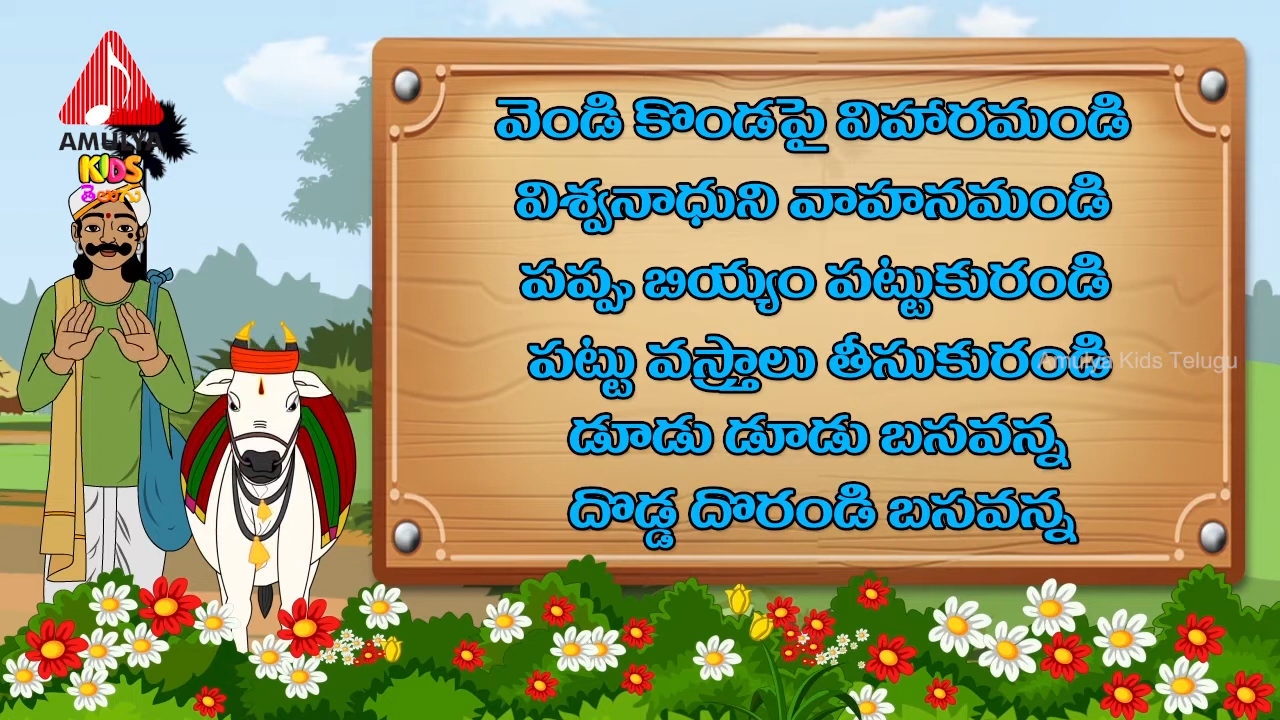 AMULYA
KIDS
తెలుగు
వెండి కొండపై విహారమండి
విశ్వనాధుని వాహనమండి
పప్పు బియ్యం పట్టుకురండి
పట్టు వస్త్రాలు తీసుకురండి
Amulya Kids Telugu
డూడు డూడు బసవన్న
దొడ్డ దొరండి బసవన్న